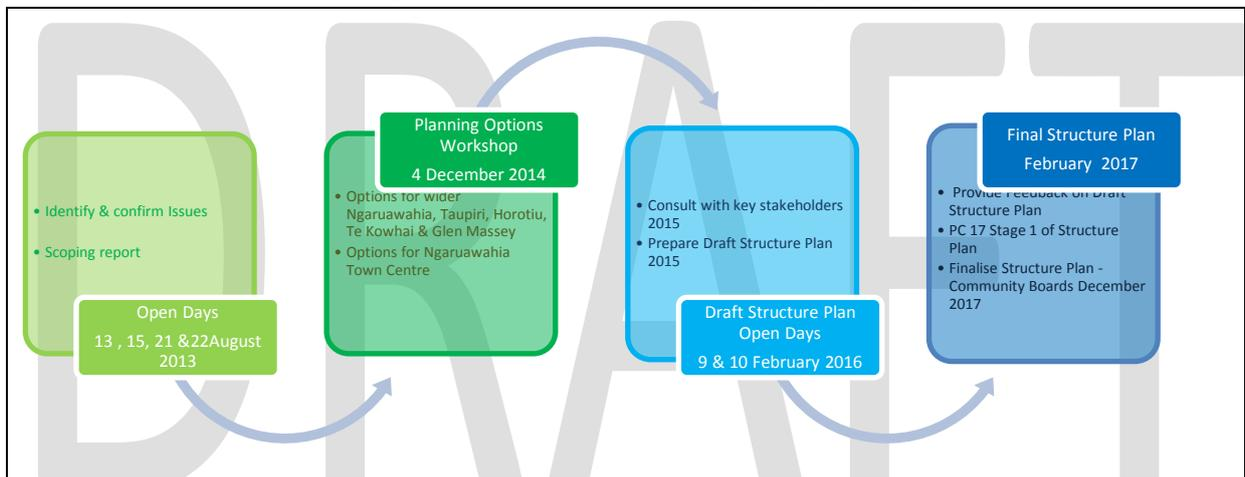 DRAFT
• Identify & confirm Issues
• Scoping report
Open Days
13 , 15, 21 &22August
2013
Planning Options
Workshop
4 December 2014
• Options for wider
Ngaruawahia, Taupiri, Horotiu,
Te Kowhai & Glen Massey
• Options for Ngaruawahia
Town Centre
• Consult with key stakeholders
2015
• Prepare Draft Structure Plan
2015
Draft Structure Plan
Open Days
9 & 10 February 2016
Final Structure Plan
February 2017
• Provide Feedback on Draft
Structure Plan
• PC 17 Stage 1 of Structure
Plan
• Finalise Structure Plan -
Community Boards December
2017